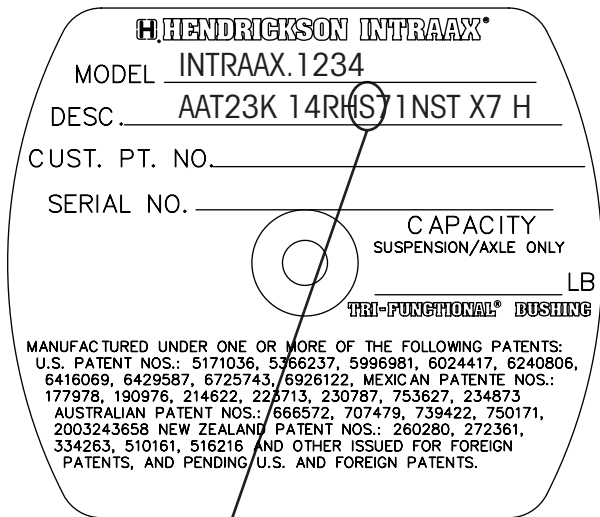 H HENDRICKSON INTRAAX®
MODEL INTRAAX.1234
DESC. AAT23K 14RHS71NST X7 H
CUST. PT. NO.
SERIAL NO.
CAPACITY
SUSPENSION/AXLE ONLY
LB
TRI-FUNCTIONAL® BUSHING
MANUFACTURED UNDER ONE OR MORE OF THE FOLLOWING PATENTS:
U.S. PATENT NOS.: 5171036, 5366237, 5996981, 6024417, 6240806,
6416069, 6429587, 6725743, 6926122, MEXICAN PATENTE NOS.:
177978, 190976, 214622, 223713, 230787, 753627, 234873
AUSTRALIAN PATENT NOS.: 666572, 707479, 739422, 750171,
2003243658 NEW ZEALAND PATENT NOS.: 260280, 272361,
334263, 510161, 516216 AND OTHER ISSUED FOR FOREIGN
PATENTS, AND PENDING U.S. AND FOREIGN PATENTS.